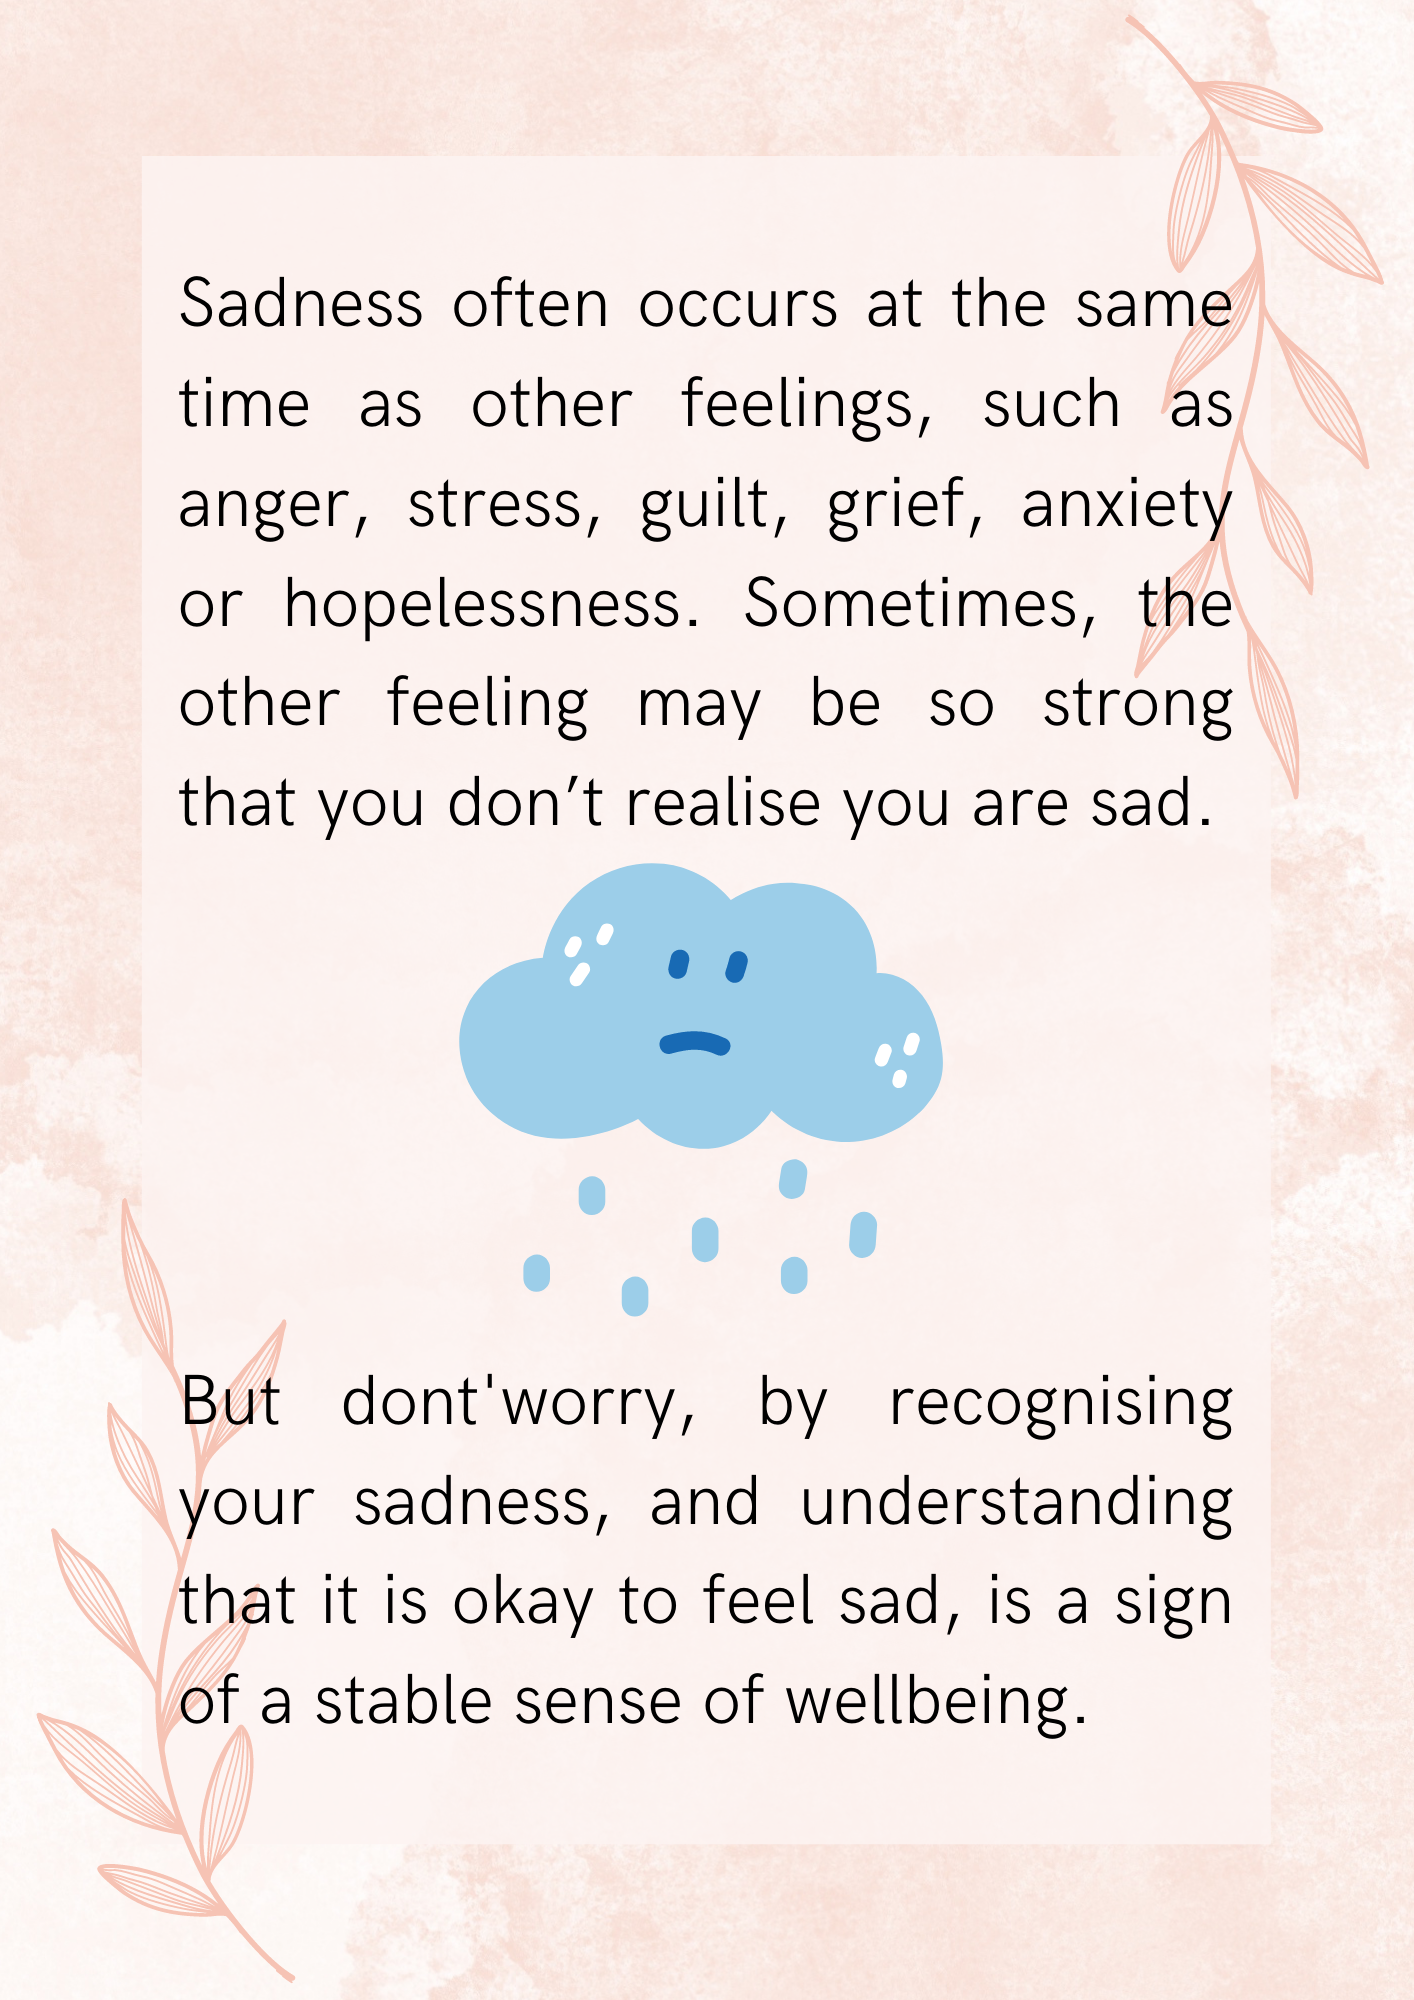 Sadness often occurs at the same
time as other feelings, such as
anger, stress, guilt, grief, anxiety
or hopelessness. Sometimes, the
other feeling may be so strong
that you don’t realise you are sad.
But dont'worry, by recognising
your sadness, and understanding
that it is okay to feel sad, is a sign
of a stable sense of wellbeing.